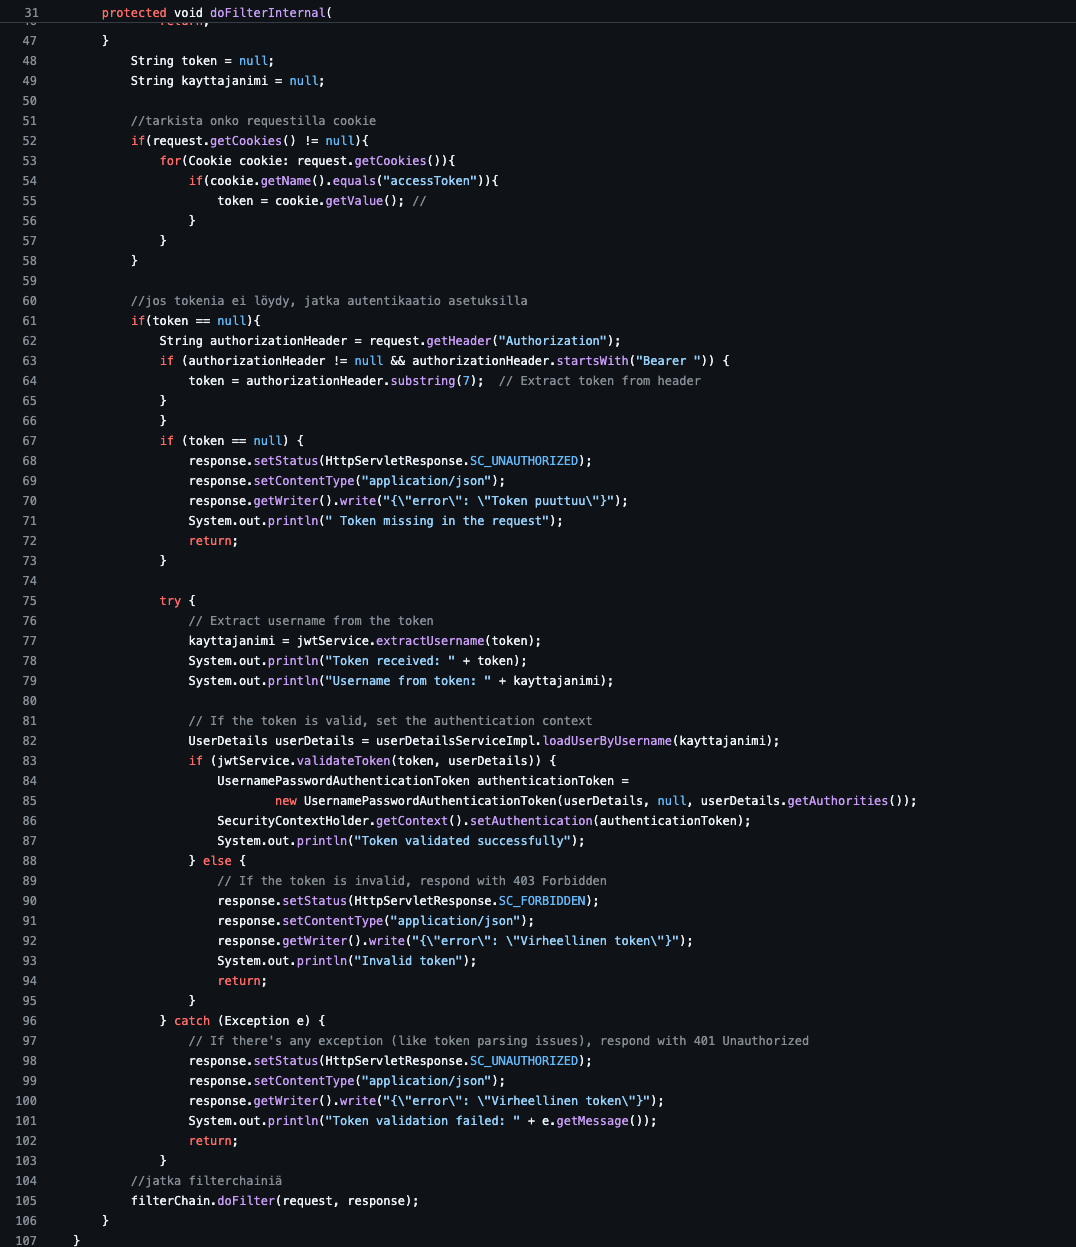 31 protected void doFilterInternal(
47 }
48 String token = null;
49 String kayttajanimi = null;
50
51 //tarkista onko requestilla cookie
52 if(request.getCookies() != null){
53 for(Cookie cookie: request.getCookies()){
54 if(cookie.getName().equals("accessToken")){
55 token = cookie.getValue(); //
56 }
57 }
58 }
59
60 //jos tokenia ei löydy, jatka autentikaatio asetuksilla
61 if(token == null){
62 String authorizationHeader = request.getHeader("Authorization");
63 if (authorizationHeader != null && authorizationHeader.startsWith("Bearer ")) {
64 token = authorizationHeader.substring(7);  // Extract token from header
65 }
66 }
67 if (token == null) {
68 response.setStatus(HttpServletResponse.SC_UNAUTHORIZED);
69 response.setContentType("application/json");
70 response.getWriter().write("{\"error\": \"Token puuttuu\"}");
71 System.out.println(" Token missing in the request");
72 return;
73 }
74
75 try {
76 // Extract username from the token
77 kayttajanimi = jwtService.extractUsername(token);
78 System.out.println("Token received: " + token);
79 System.out.println("Username from token: " + kayttajanimi);
80
81 // If the token is valid, set the authentication context
82 UserDetails userDetails = userDetailsServiceImpl.loadUserByUsername(kayttajanimi);
83 if (jwtService.validateToken(token, userDetails)) {
84 UsernamePasswordAuthenticationToken authenticationToken =
85 new UsernamePasswordAuthenticationToken(userDetails, null, userDetails.getAuthorities());
86 SecurityContextHolder.getContext().setAuthentication(authenticationToken);
87 System.out.println("Token validated successfully");
88 } else {
89 // If the token is invalid, respond with 403 Forbidden
90 response.setStatus(HttpServletResponse.SC_FORBIDDEN);
91 response.setContentType("application/json");
92 response.getWriter().write("{\"error\": \"Virheellinen token\"}");
93 System.out.println("Invalid token");
94 return;
95 }
96 } catch (Exception e) {
97 // If there's any exception (like token parsing issues), respond with 401 Unauthorized
98 response.setStatus(HttpServletResponse.SC_UNAUTHORIZED);
99 response.setContentType("application/json");
100 response.getWriter().write("{\"error\": \"Virheellinen token\"}");
101 System.out.println("Token validation failed: " + e.getMessage());
102 return;
103 }
104 //jatka filterchainiä
105 filterChain.doFilter(request, response);
106 }
107 }